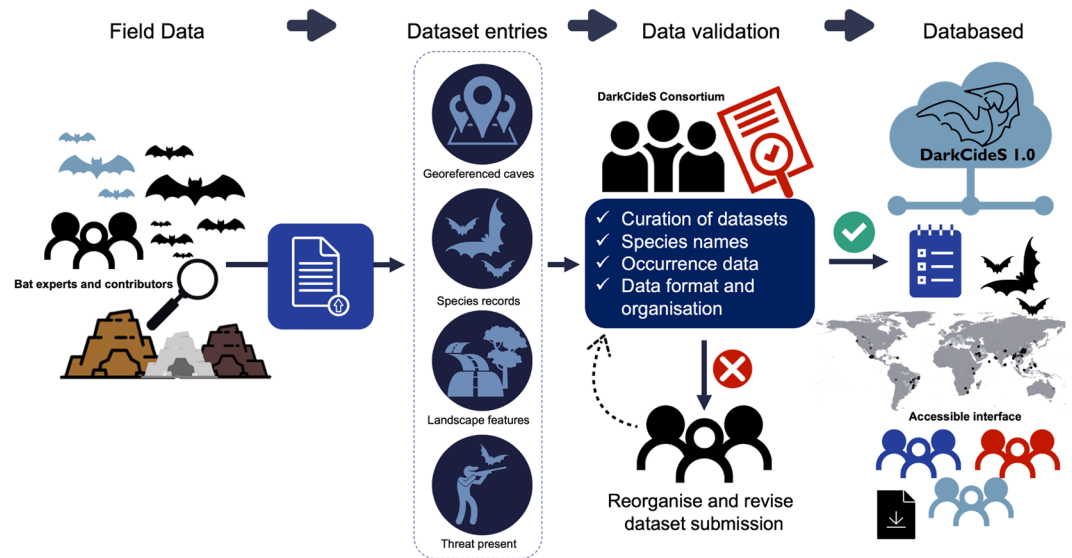 Field Data
Dataset entries
Data validation
Databased
Bat experts and contributors
Georeferenced caves
Species records
Landscape features
Threat present
DarkCideS Consortium
✓ Curation of datasets
✓ Species names
✓ Occurrence data
✓ Data format and
organisation
Reorganise and revise
dataset submission
DarkCideS 1.0
Accessible interface